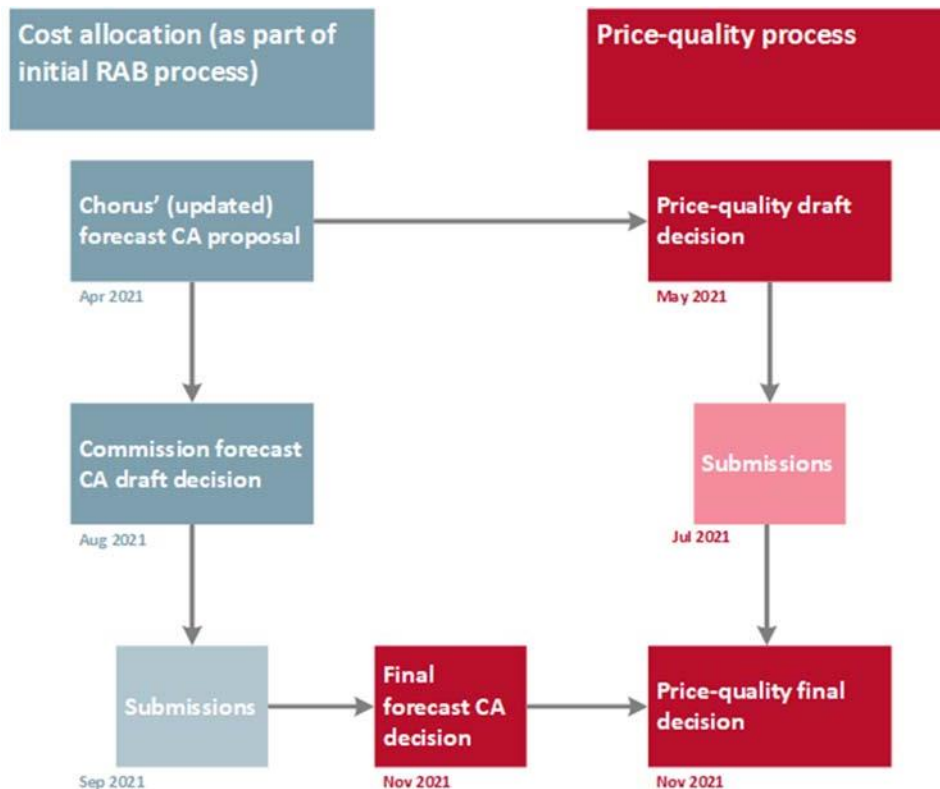 Cost allocation (as part of
initial RAB process)
Price-quality process
Chorus’ (updated)
forecast CA proposal
Apr 2021
Price-quality draft
decision
May 2021
Commission forecast
CA draft decision
Aug 2021
Submissions
Jul 2021
Submissions
Sep 2021
Final
forecast CA
decision
Nov 2021
Price-quality final
decision
Nov 2021